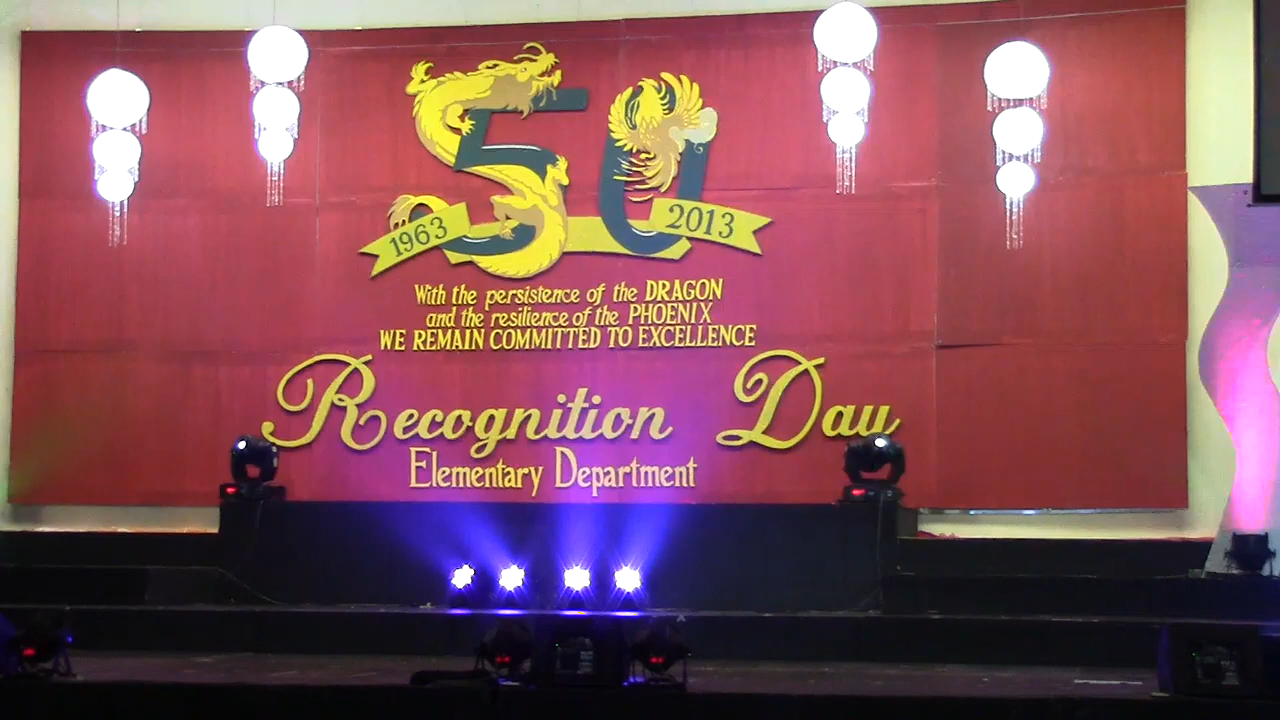 50
1963 2013
With the persistence of the DRAGON
and the resilience of the PHOENIX
WE REMAIN COMMITTED TO EXCELLENCE
Recognition Day
Elementary Department